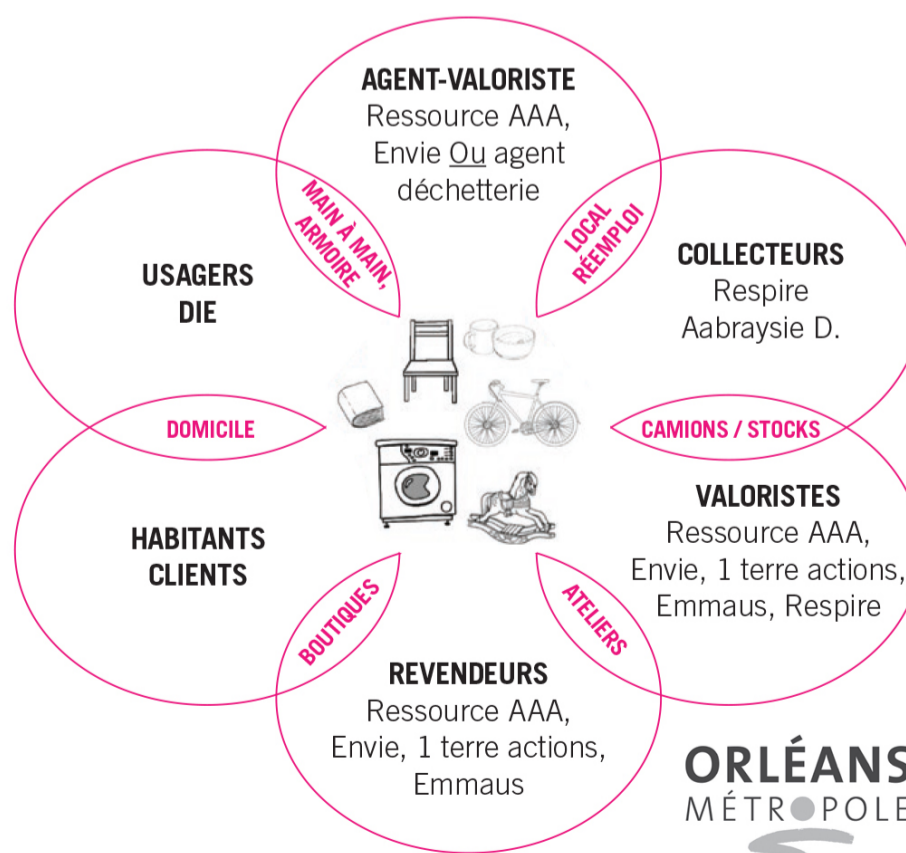 AGENT-VALORISTE
Ressource AAA,
Envie Ou agent
déchetterie
MAIN À MAIN,
ARMOIRE
LOCAL
RÉEMPLOI
USAGERS
DIE
COLLECTEURS
Respire
Aabraysie D.
DOMICILE
CAMIONS / STOCKS
HABITANTS
CLIENTS
VALORISTES
Ressource AAA,
Envie, 1 terre actions,
Emmaus, Respire
BOUTIQUES
ATELIERS
REVENDEURS
Ressource AAA,
Envie, 1 terre actions,
Emmaus
ORLÉANS
MÉTROPOLE